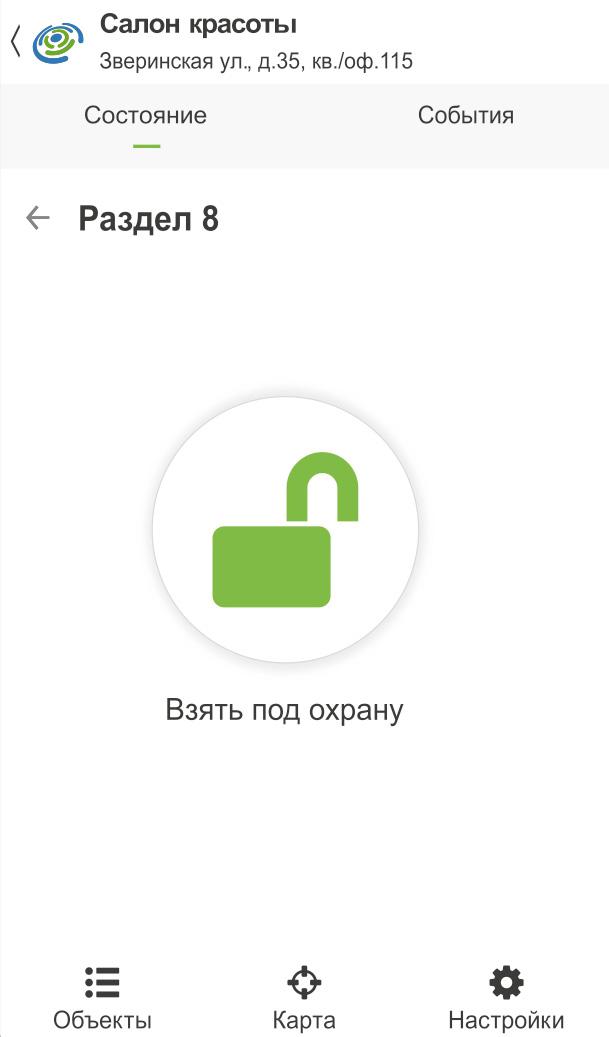 Салон красоты
Зверинская ул., д.35, кв./оф.115
Состояние
События
Раздел 8
Взять под охрану
Объекты
Карта
Настройки